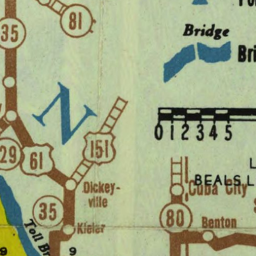 35
81
Bridge
Bri
N
0 1 2 3 4 5
29
61
151
Dickey-
ville
BEALS L
Cuba City
35
80
Benton
Toll Br
Kieler
9
9